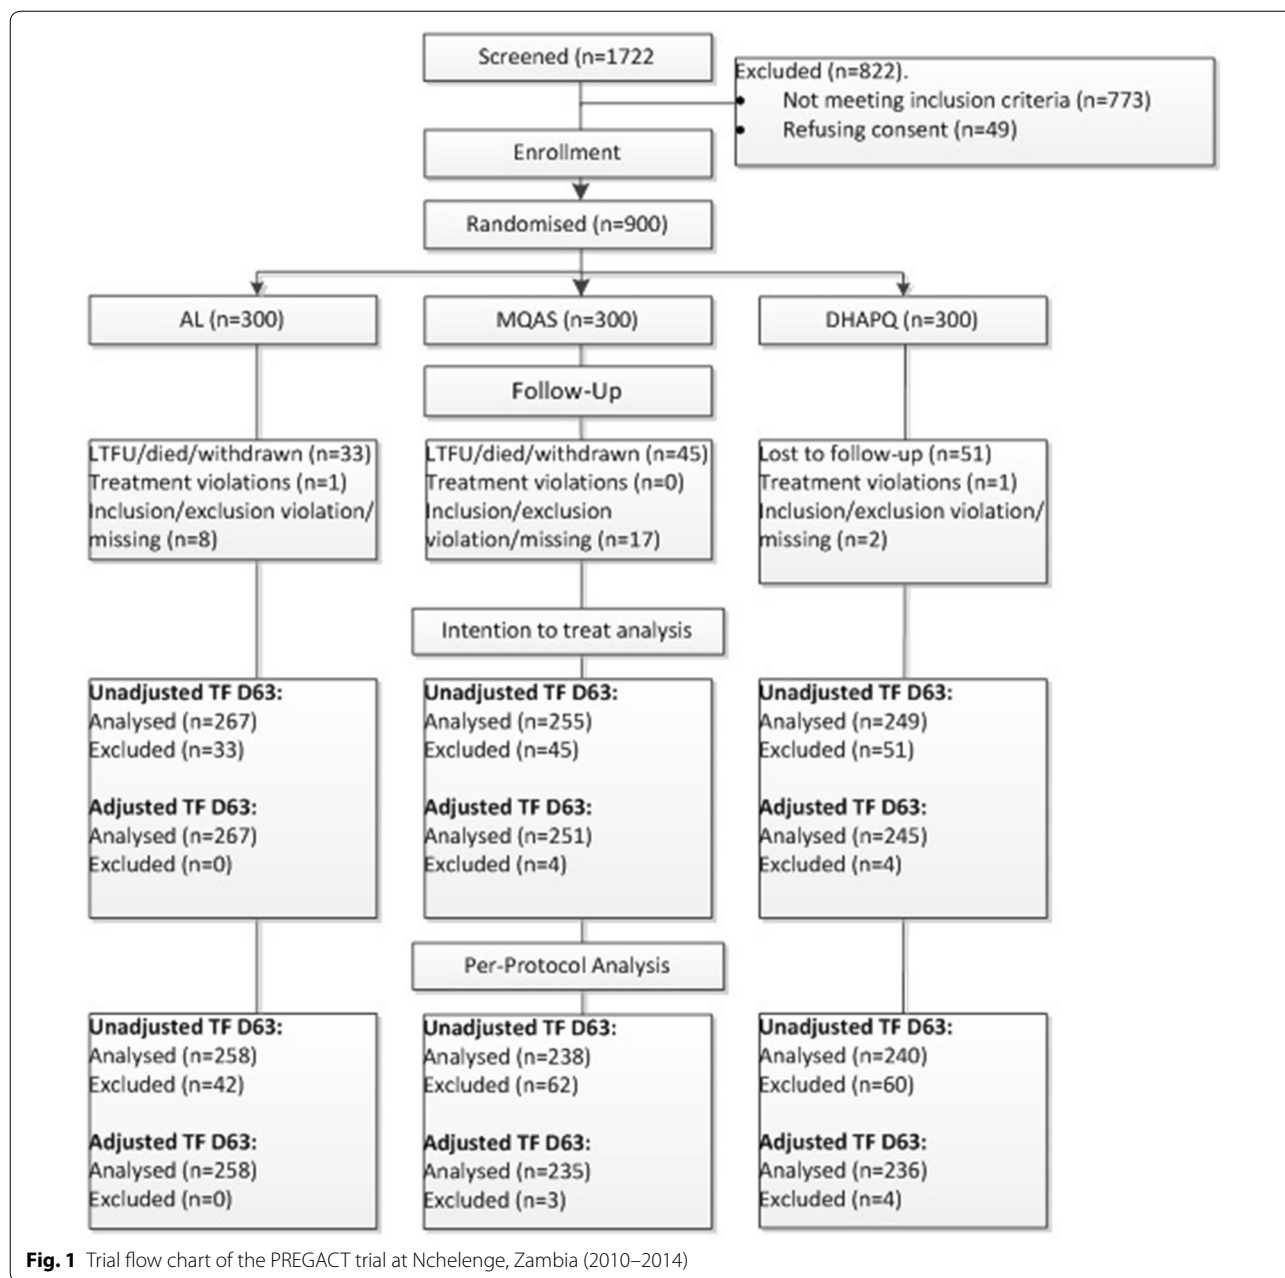 Screened (n=1722
Excluded (n=822).
• Not meeting inclusion criteria (n=773)
• Refusing consent (n=49)
Enrollment
Randomised (n=900)
AL (n=300)
MQAS (n=300)
DHAPQ (n=300)
Follow-Up
LTFU/died/withdrawn (n=33)
Treatment violations (n=1)
Inclusion/exclusion violation/
missing (n=8)
LTFU/died/withdrawn (n=45)
Treatment violations (n=0)
Inclusion/exclusion
violation/missing (n=17)
Lost to follow-up (n=51)
Treatment violations (n=1)
Inclusion/exclusion violation/
missing (n=2)
Intention to treat analysis
Unadjusted TF D63:
Analysed (n=267)
Excluded (n=33)
Adjusted TF D63:
Analysed (n=267)
Excluded (n=0)
Unadjusted TF D63:
Analysed (n=255)
Excluded (n=45)
Adjusted TF D63:
Analysed (n=251)
Excluded (n=4)
Unadjusted TF D63:
Analysed (n=249)
Excluded (n=51)
Adjusted TF D63:
Analysed (n=245)
Excluded (n=4)
Per-Protocol Analysis
Unadjusted TF D63:
Analysed (n=258)
Excluded (n=42)
Adjusted TF D63:
Analysed (n=258)
Excluded (n=0)
Unadjusted TF D63:
Analysed (n=238)
Excluded (n=62)
Adjusted TF D63:
Analysed (n=235)
Excluded (n=3)
Unadjusted TF D63:
Analysed (n=240)
Excluded (n=60)
Adjusted TF D63:
Analysed (n=236)
Excluded (n=4)
Fig. 1 Trial flow chart of the PREGACT trial at Nchelenge, Zambia (2010–2014)